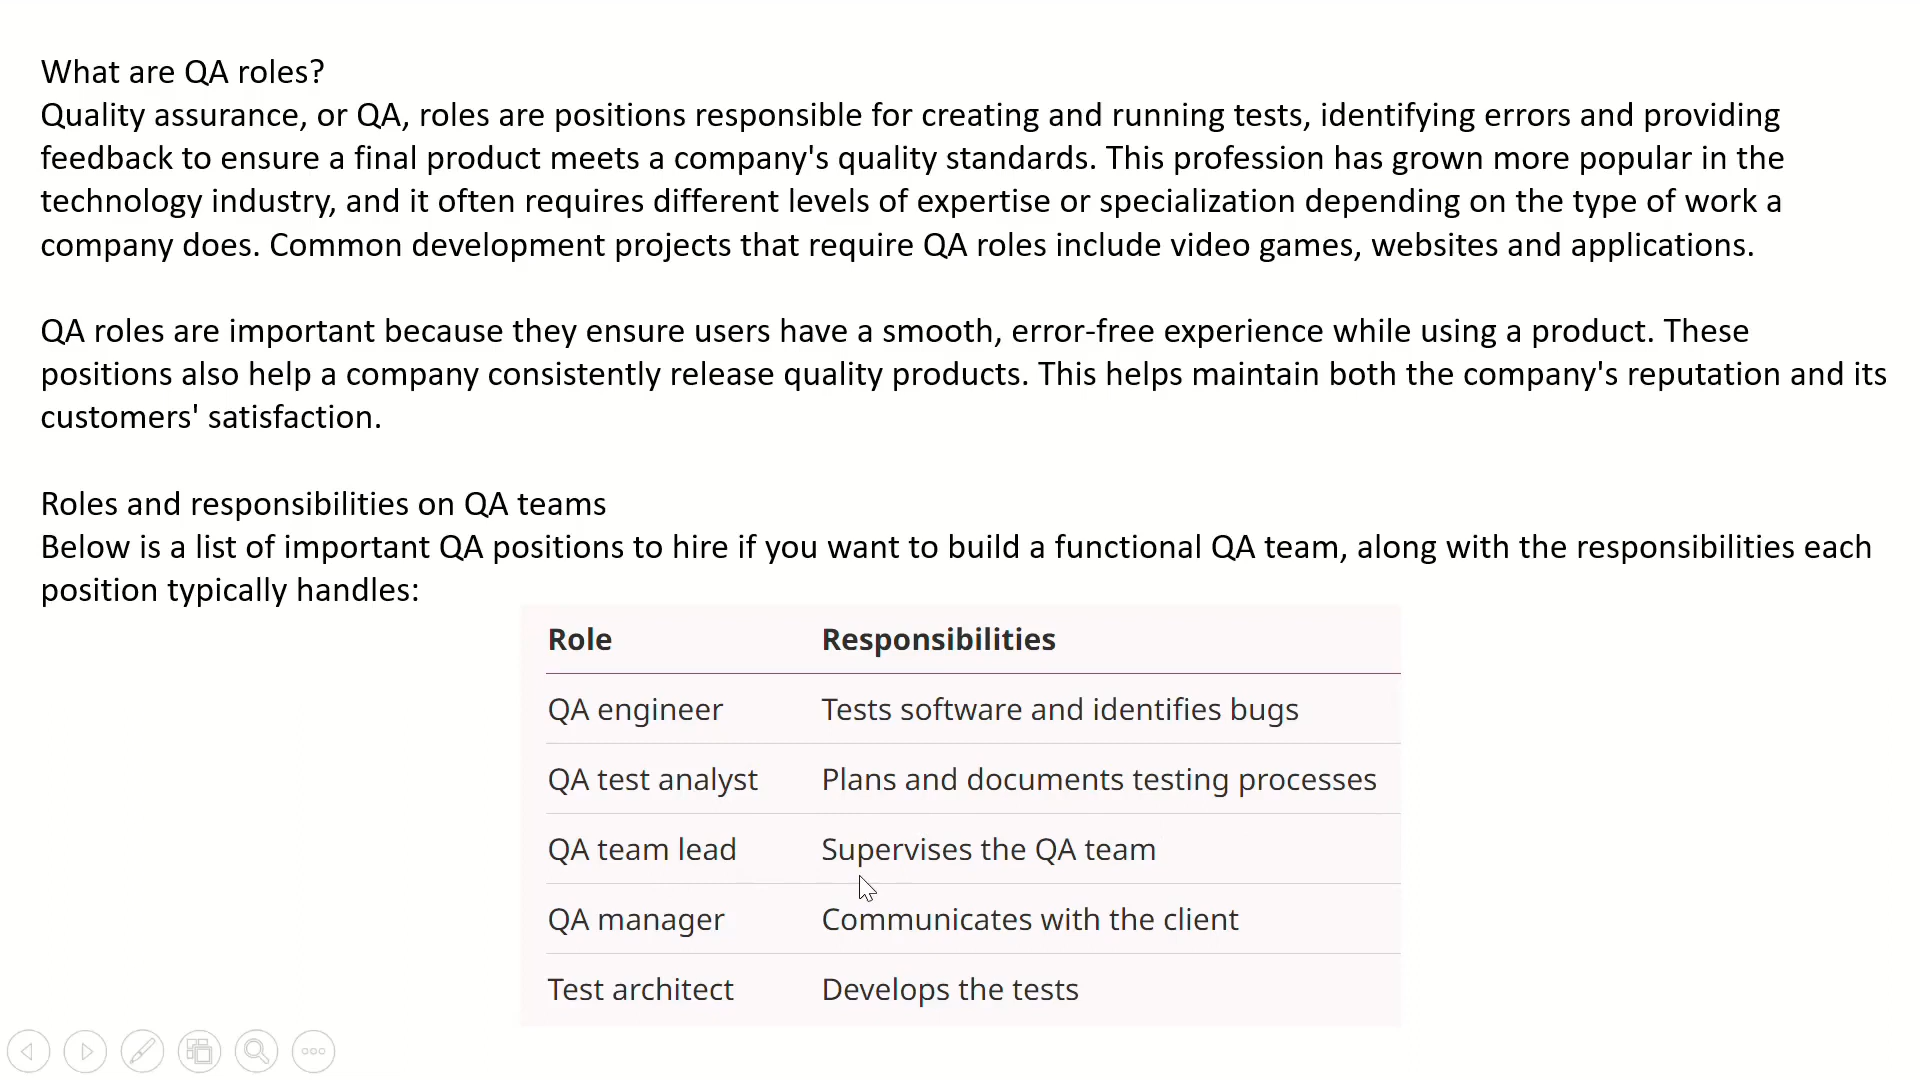 What are QA roles?
Quality assurance, or QA, roles are positions responsible for creating and running tests, identifying errors and providing
feedback to ensure a final product meets a company's quality standards. This profession has grown more popular in the
technology industry, and it often requires different levels of expertise or specialization depending on the type of work a
company does. Common development projects that require QA roles include video games, websites and applications.
QA roles are important because they ensure users have a smooth, error-free experience while using a product. These
positions also help a company consistently release quality products. This helps maintain both the company's reputation and its
customers' satisfaction.
Roles and responsibilities on QA teams
Below is a list of important QA positions to hire if you want to build a functional QA team, along with the responsibilities each
position typically handles:
Role Responsibilities
QA engineer Tests software and identifies bugs
QA test analyst Plans and documents testing processes
QA team lead Supervises the QA team
QA manager Communicates with the client
Test architect Develops the tests